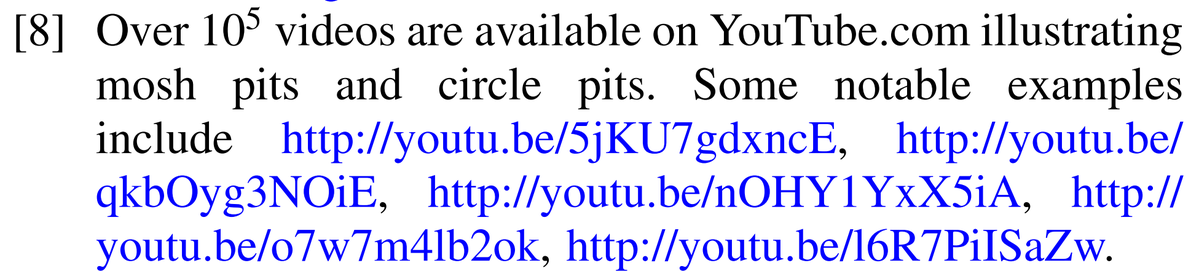 [8] Over 10⁵ videos are available on YouTube.com illustrating
mosh pits and circle pits. Some notable examples
include http://youtu.be/5jKU7gdxncE, http://youtu.be/
qkbOyg3NOiE, http://youtu.be/nOHY1YxX5iA, http://
youtu.be/o7w7m4lb2ok, http://youtu.be/l6R7PiISaZw.